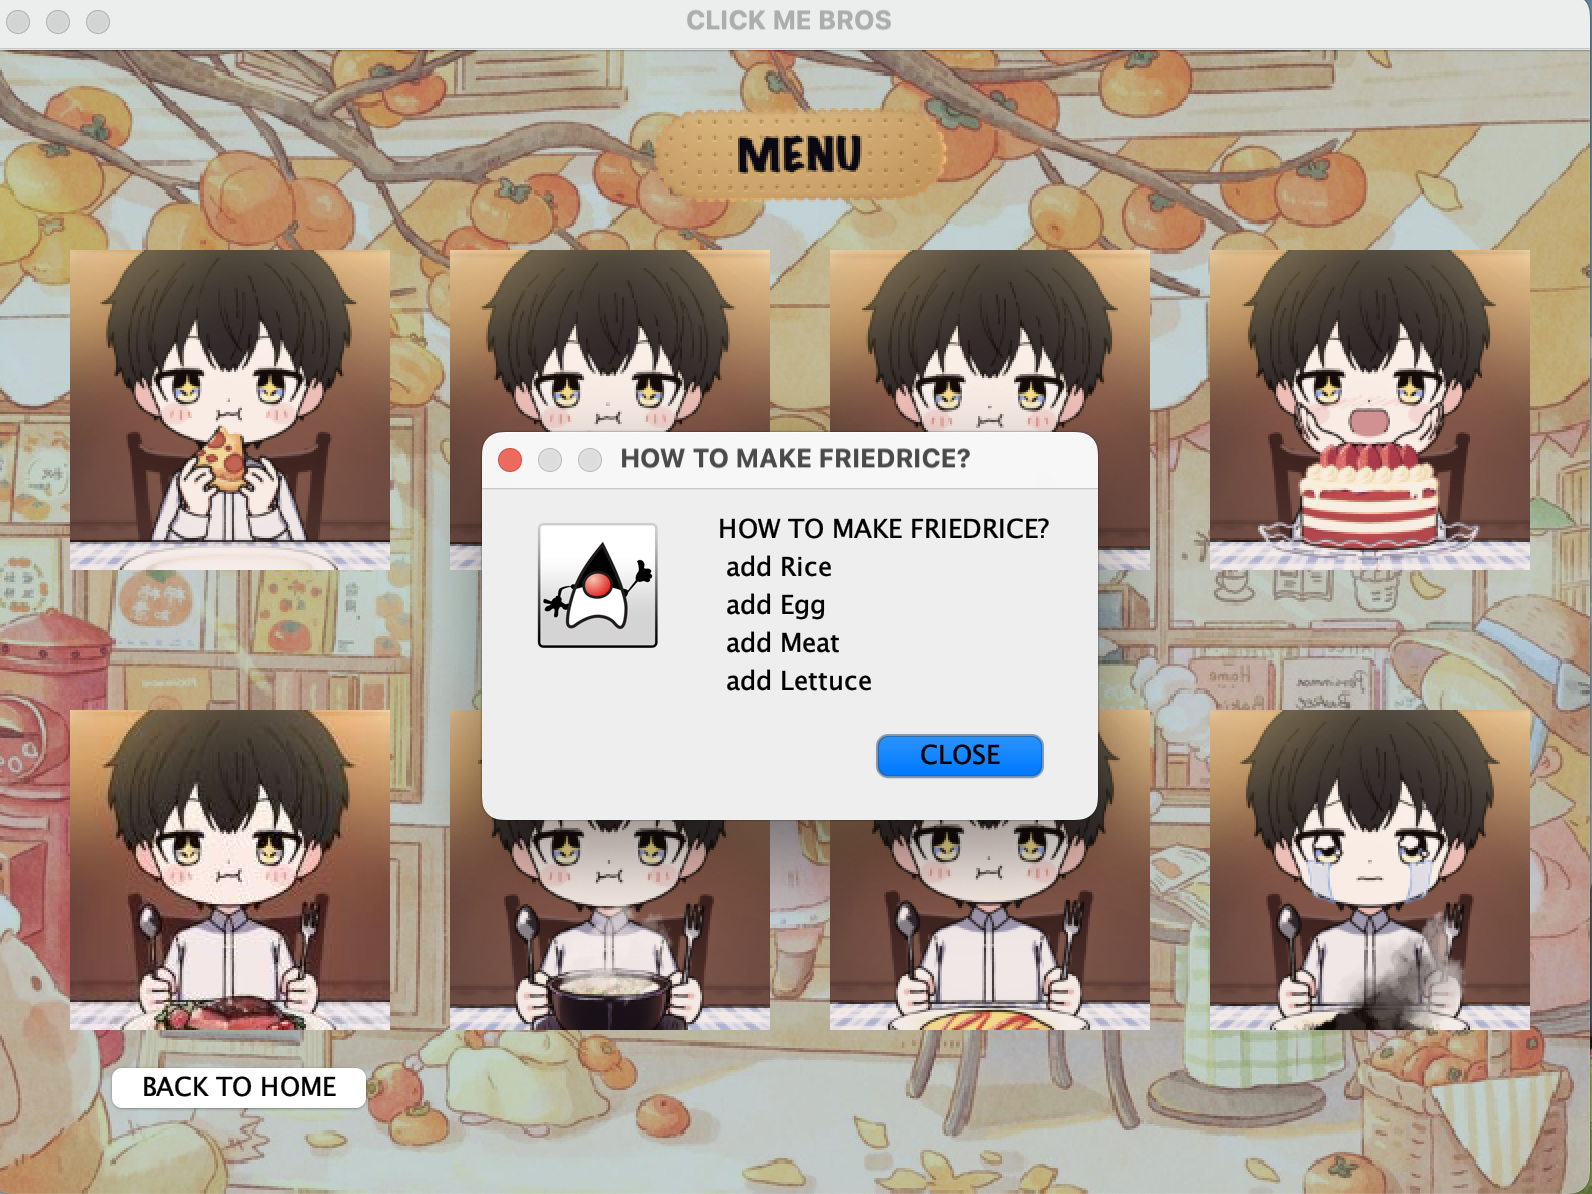 CLICK ME BROS
MENU
HOW TO MAKE FRIEDRICE?
HOW TO MAKE FRIEDRICE?
add Rice
add Egg
add Meat
add Lettuce
CLOSE
BACK TO HOME